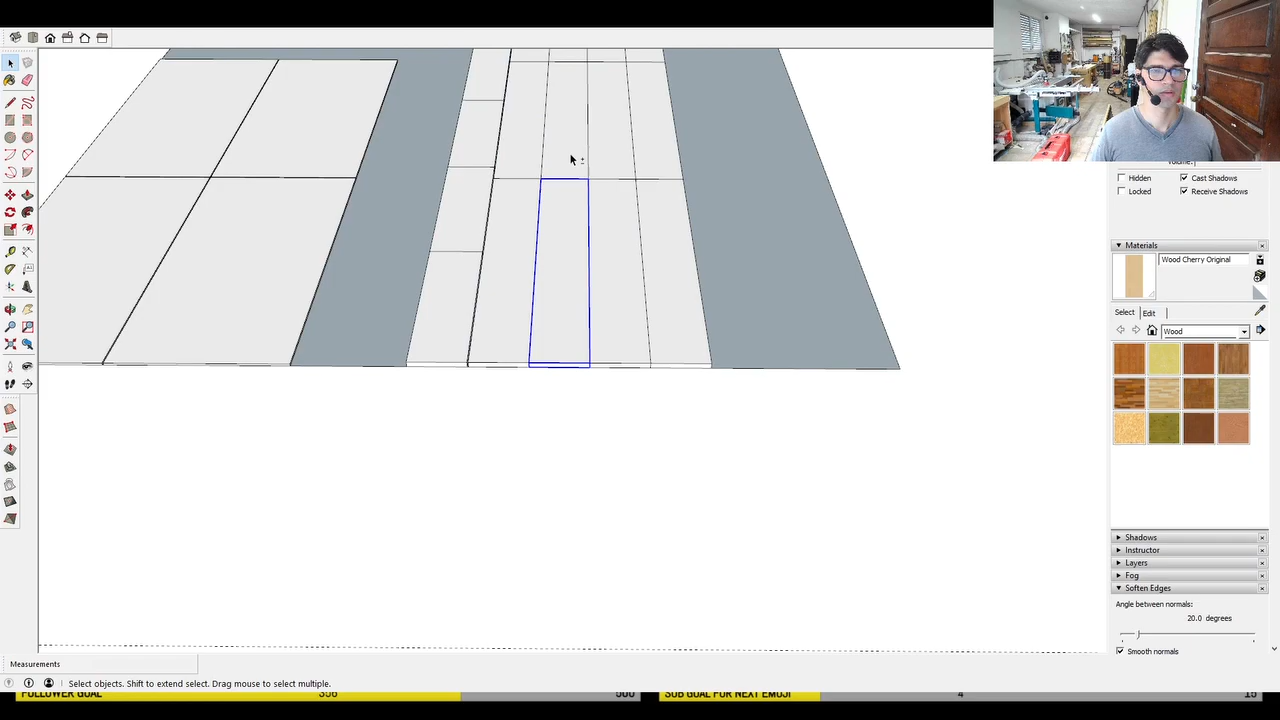 Hidden
Cast Shadows
Locked
Receive Shadows
Materials
Wood Cherry Original
Select
Edit
Wood
Shadows
Instructor
Layers
Fog
Soften Edges
Angle between normals:
20.0 degrees
Smooth normals
Measurements
Select objects. Shift to extend select. Drag mouse to select multiple.
FOLLOWER GOAL 356 500 SUB GOAL FOR NEXT EMOJI 4 15